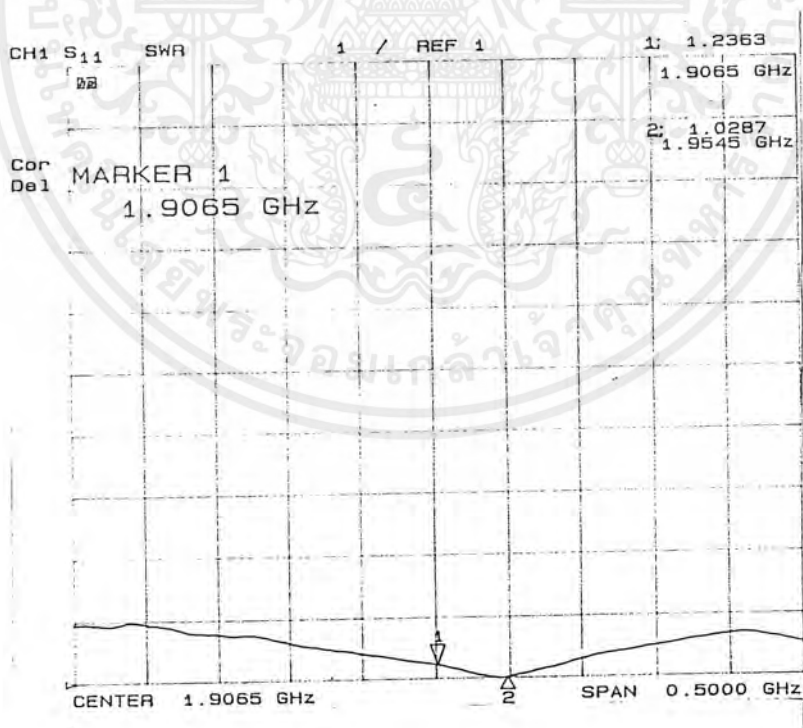 CH1 S11 SWR 1 / REF 1 1; 1.2363
1.9065 GHz
2; 1.0287
1.9545 GHz
Cor
Del
MARKER 1
1.9065 GHz
1
2
CENTER 1.9065 GHz SPAN 0.5000 GHz